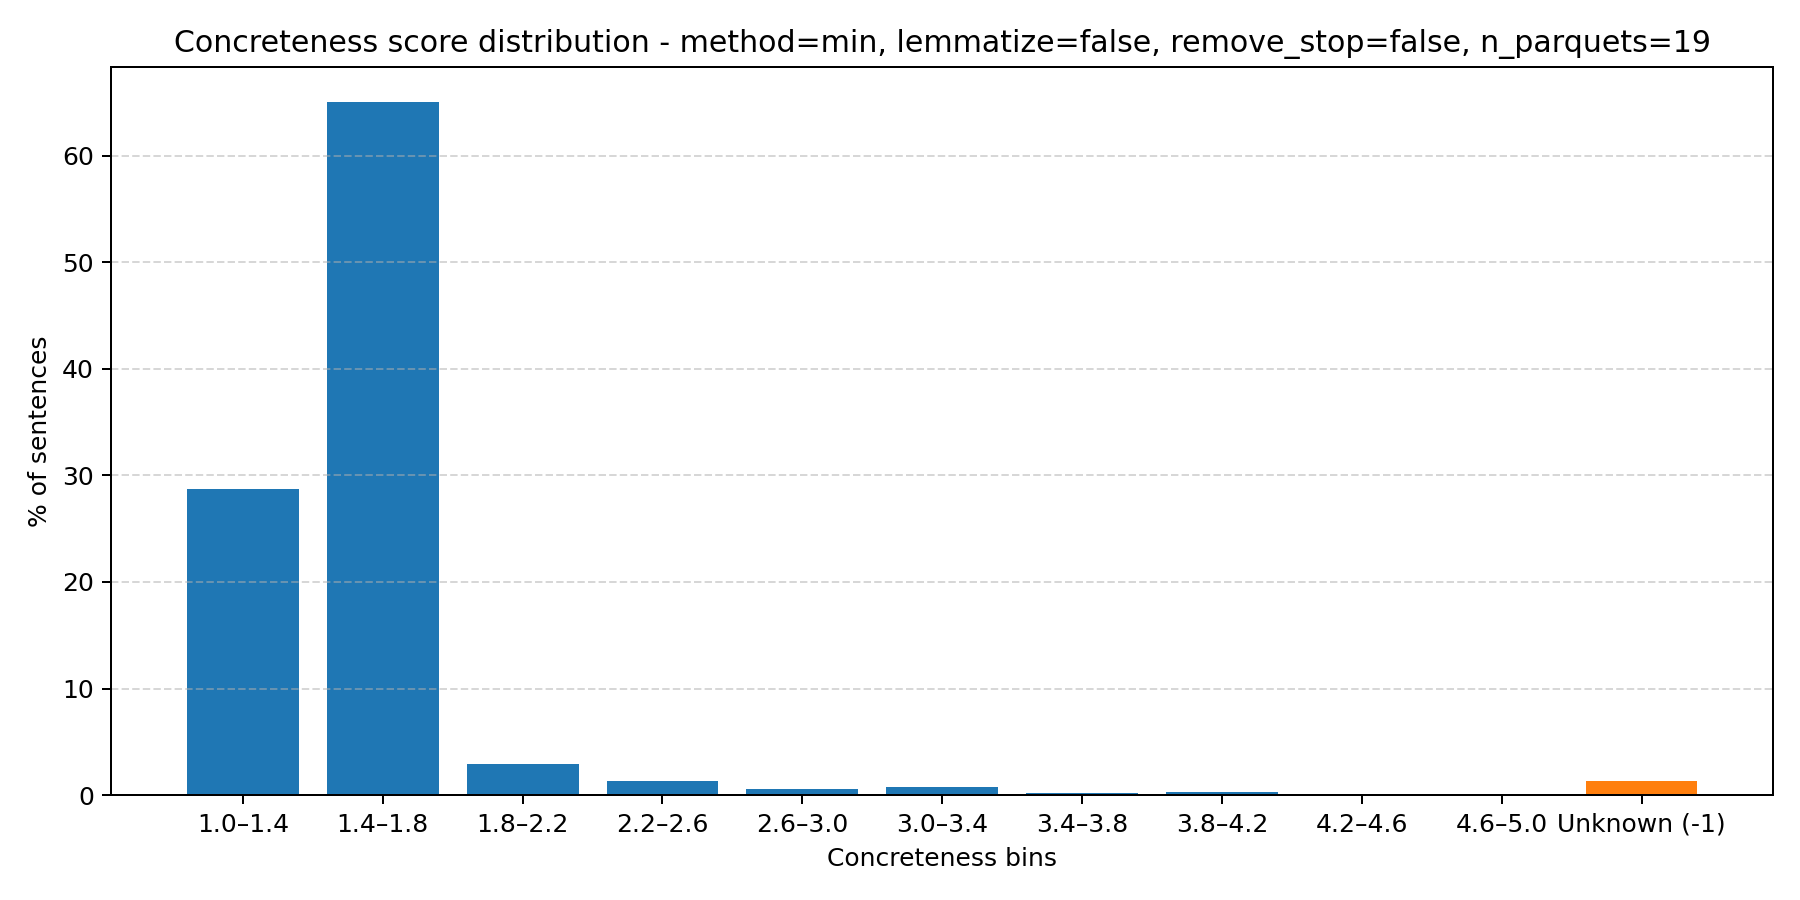 Concreteness score distribution - method=min, lemmatize=false, remove_stop=false, n_parquets=19
% of sentences
60
50
40
30
20
10
0
1.0–1.4 1.4–1.8 1.8–2.2 2.2–2.6 2.6–3.0 3.0–3.4 3.4–3.8 3.8–4.2 4.2–4.6 4.6–5.0 Unknown (-1)
Concreteness bins